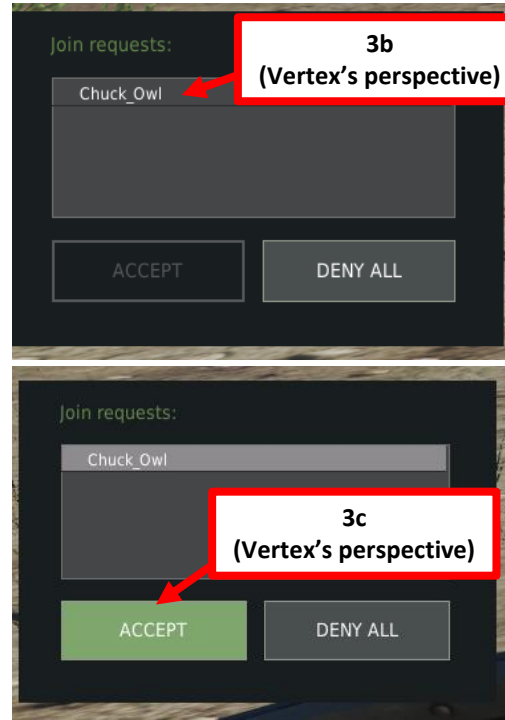 Join requests:
3b
(Vertex's perspective)
Chuck_Owl
ACCEPT
DENY ALL
Join requests:
Chuck_Owl
3c
(Vertex's perspective)
ACCEPT
DENY ALL